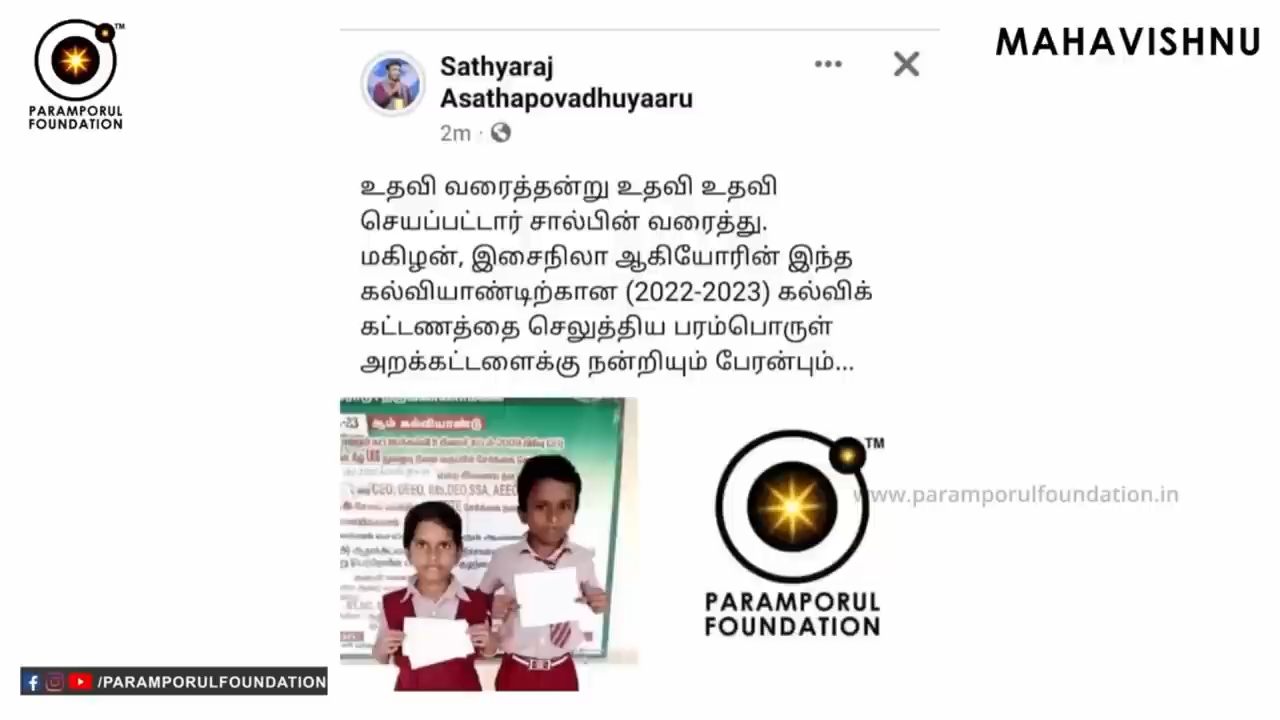 TM
PARAMPORUL
FOUNDATION
MAHAVISHNU
Sathyaraj
Asathapovadhuyaaru
2m ·
உதவி வரைத்தன்று உதவி உதவி
செயப்பட்டார் சால்பின் வரைத்து.
மகிழன், இசைநிலா ஆகியோரின் இந்த
கல்வியாண்டிற்கான (2022-2023) கல்விக்
கட்டணத்தை செலுத்திய பரம்பொருள்
அறக்கட்டளைக்கு நன்றியும் பேரன்பும்...
ஆம் கல்வியாண்டு
TM
www.paramporulfoundation.in
PARAMPORUL
FOUNDATION
/PARAMPORULFOUNDATION